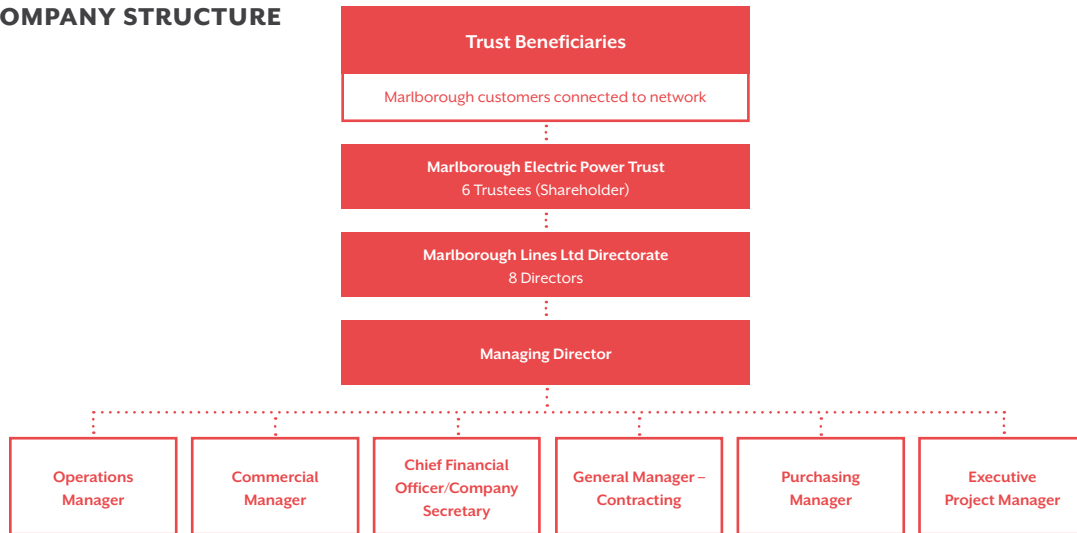 OMPANY STRUCTURE
Trust Beneficiaries
Marlborough customers connected to network
Marlborough Electric Power Trust
6 Trustees (Shareholder)
Marlborough Lines Ltd Directorate
8 Directors
Managing Director
Operations
Manager
Commercial
Manager
Chief Financial
Officer/Company
Secretary
General Manager –
Contracting
Purchasing
Manager
Executive
Project Manager